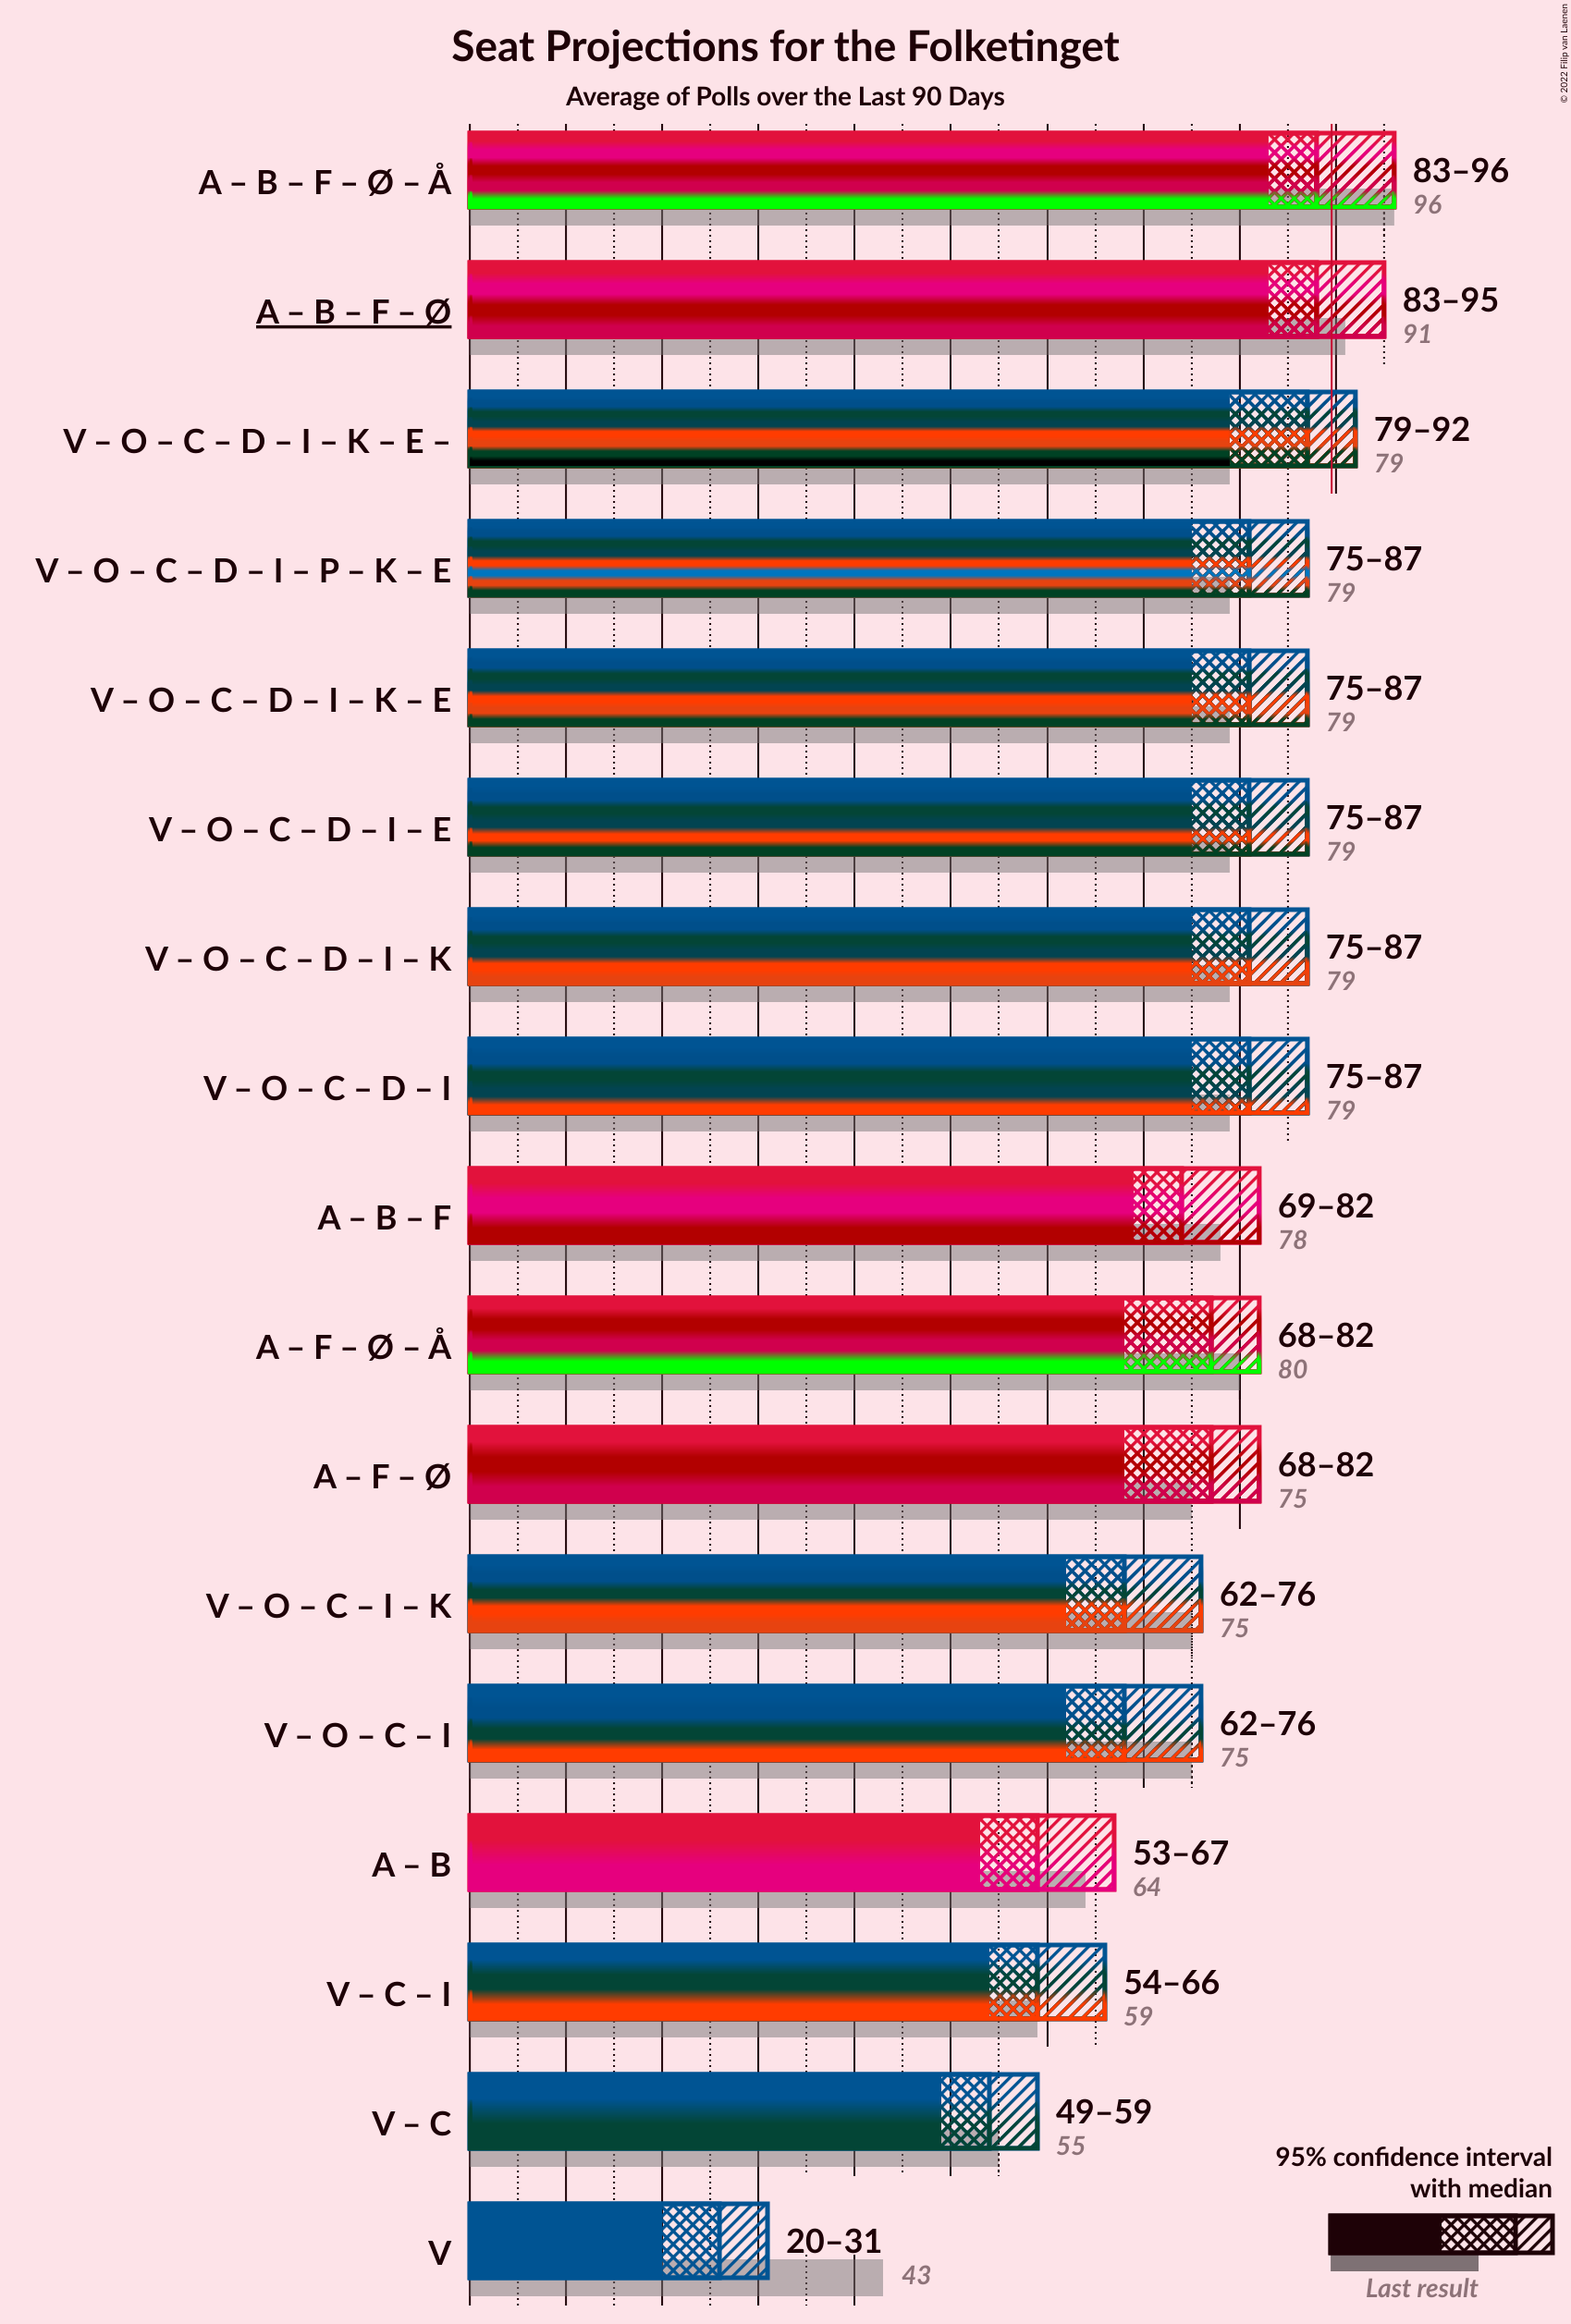 Seat Projections for the Folketinget
Average of Polls over the Last 90 Days
© 2022 Filip van Laenen
A – B – F – Ø – Å
83–96
96
A – B – F – Ø
83–95
91
V – O – C – D – I – K – E –
79–92
79
V – O – C – D – I – P – K – E
75–87
79
V – O – C – D – I – K – E
75–87
79
V – O – C – D – I – E
75–87
79
V – O – C – D – I – K
75–87
79
V – O – C – D – I
75–87
79
A – B – F
69–82
78
A – F – Ø – Å
68–82
80
A – F – Ø
68–82
75
V – O – C – I – K
62–76
75
V – O – C – I
62–76
75
A – B
53–67
64
V – C – I
54–66
59
V – C
49–59
55
V
20–31
43
95% confidence interval
with median
Last result